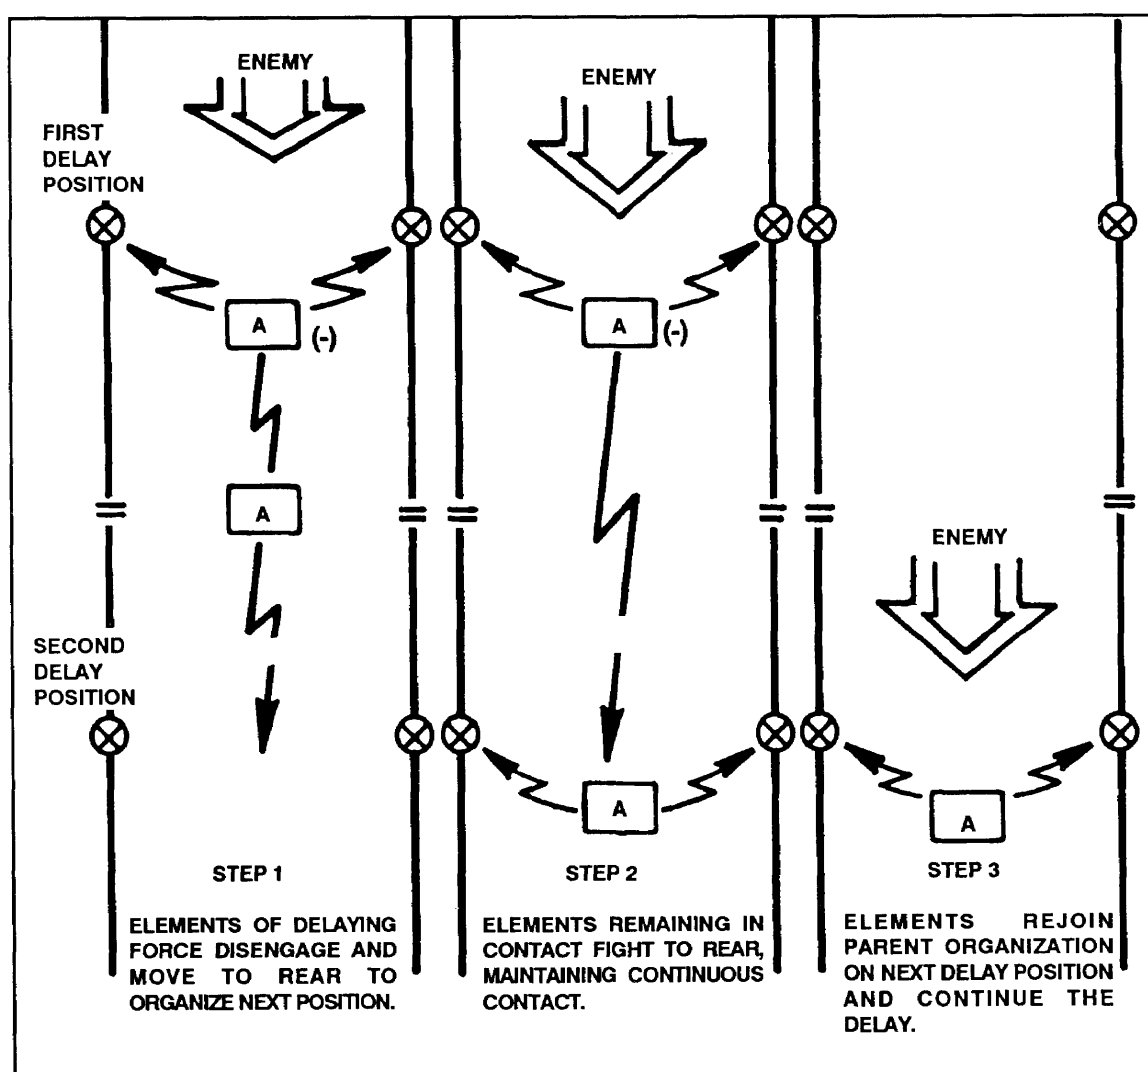 ENEMY
FIRST
DELAY
POSITION
A
(-)
A
SECOND
DELAY
POSITION
STEP 1
ELEMENTS OF DELAYING
FORCE DISENGAGE AND
MOVE TO REAR TO
ORGANIZE NEXT POSITION.
ENEMY
A
(-)
A
STEP 2
ELEMENTS REMAINING IN
CONTACT FIGHT TO REAR,
MAINTAINING CONTINUOUS
CONTACT.
ENEMY
A
STEP 3
ELEMENTS REJOIN
PARENT ORGANIZATION
ON NEXT DELAY POSITION
AND CONTINUE THE
DELAY.